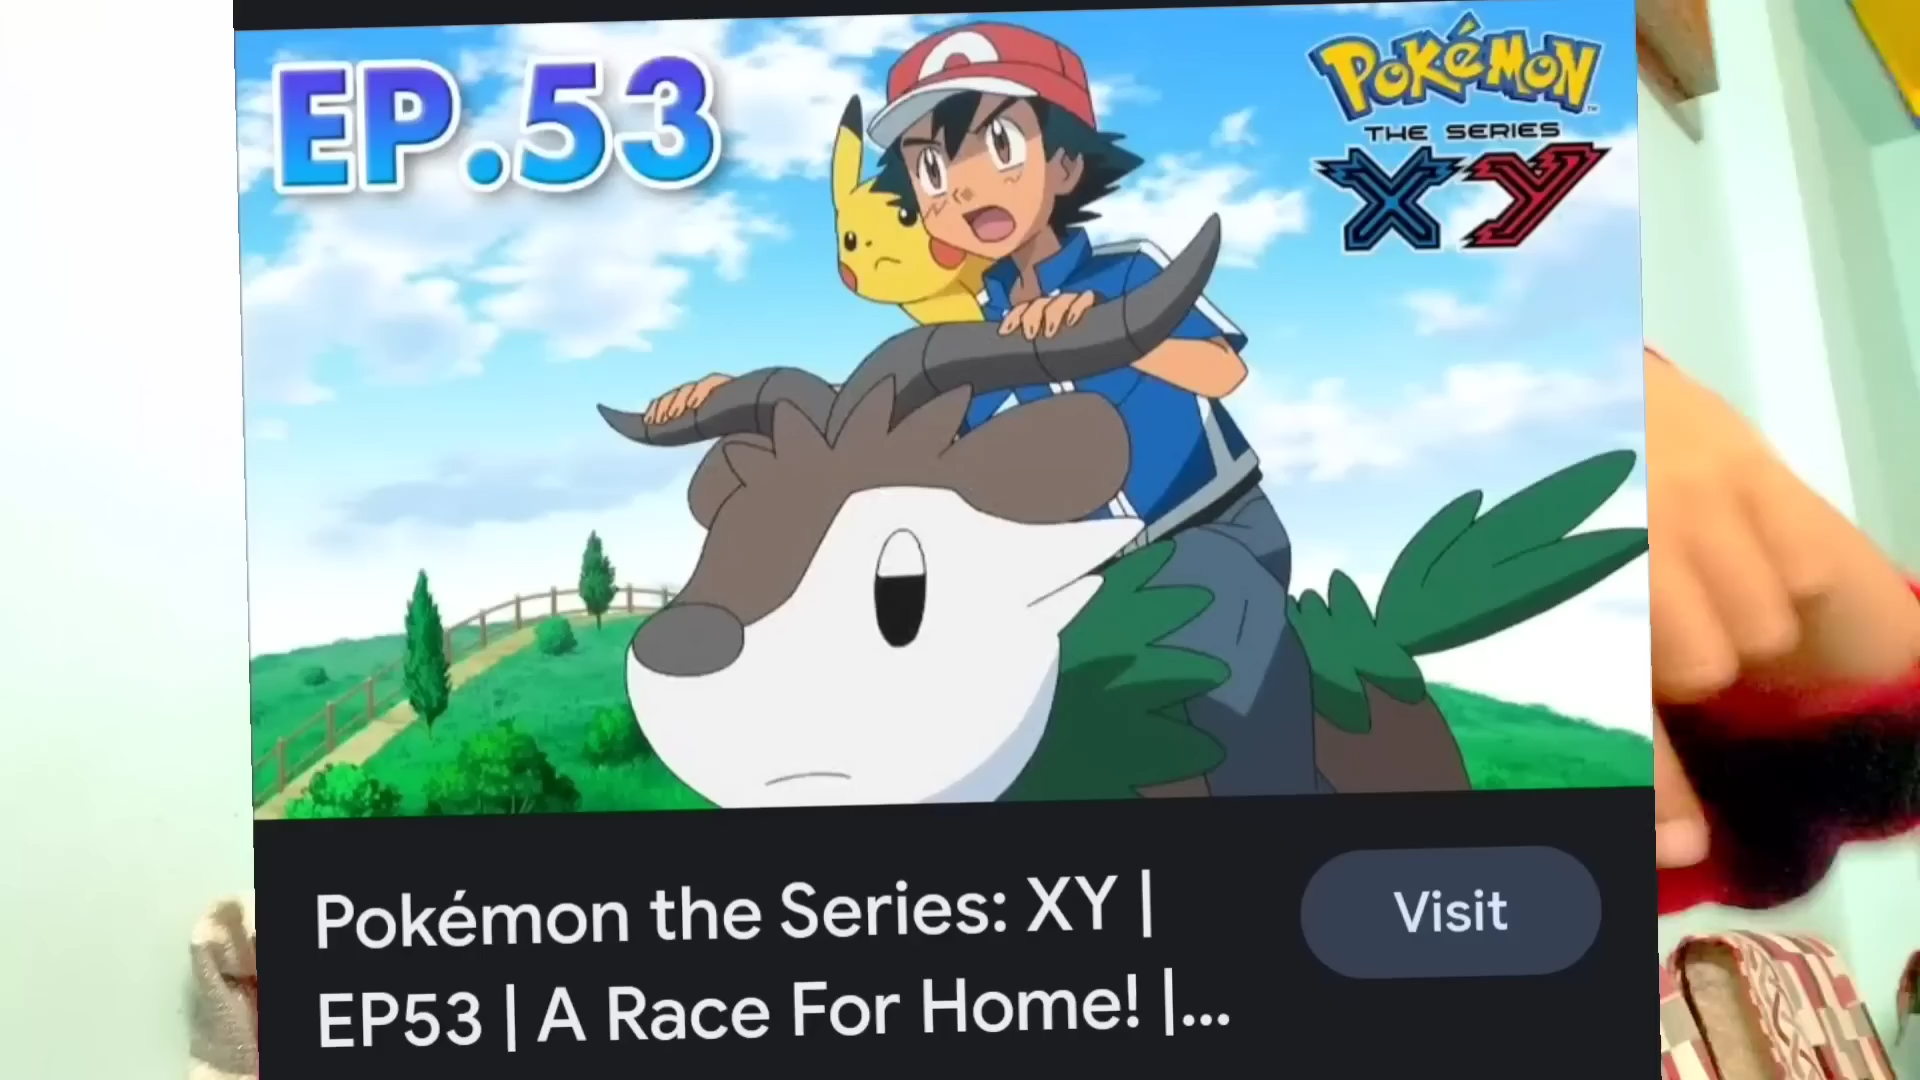 EP.53
POKéMON
THE SERIES
XY
Pokémon the Series: XY |
EP53 | A Race For Home! |...
Visit